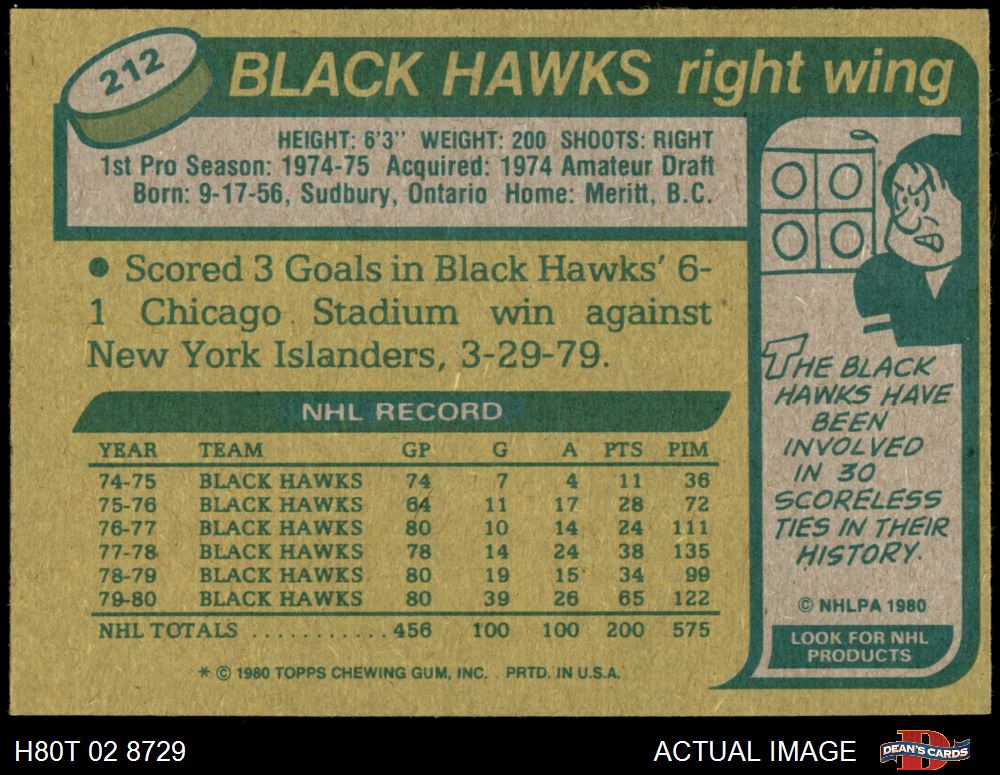 212
BLACK HAWKS right wing
HEIGHT: 6'3" WEIGHT: 200 SHOOTS: RIGHT
1st Pro Season: 1974-75 Acquired: 1974 Amateur Draft
Born: 9-17-56, Sudbury, Ontario Home: Meritt, B.C.
• Scored 3 Goals in Black Hawks' 6-
1 Chicago Stadium win against
New York Islanders, 3-29-79.
NHL RECORD
YEAR TEAM GP G A PTS PIM
74-75 BLACK HAWKS 74 7 4 11 36
75-76 BLACK HAWKS 64 11 17 28 72
76-77 BLACK HAWKS 80 10 14 24 111
77-78 BLACK HAWKS 78 14 24 38 135
78-79 BLACK HAWKS 80 19 15 34 99
79-80 BLACK HAWKS 80 39 26 65 122
NHL TOTALS ........... 456 100 100 200 575
* © 1980 TOPPS CHEWING GUM, INC. PRTD. IN U.S.A.
THE BLACK
HAWKS HAVE
BEEN
INVOLVED
IN 30
SCORELESS
TIES IN THEIR
HISTORY.
© NHLPA 1980
LOOK FOR NHL
PRODUCTS
H80T 02 8729
ACTUAL IMAGE
D
DEAN'S CARDS